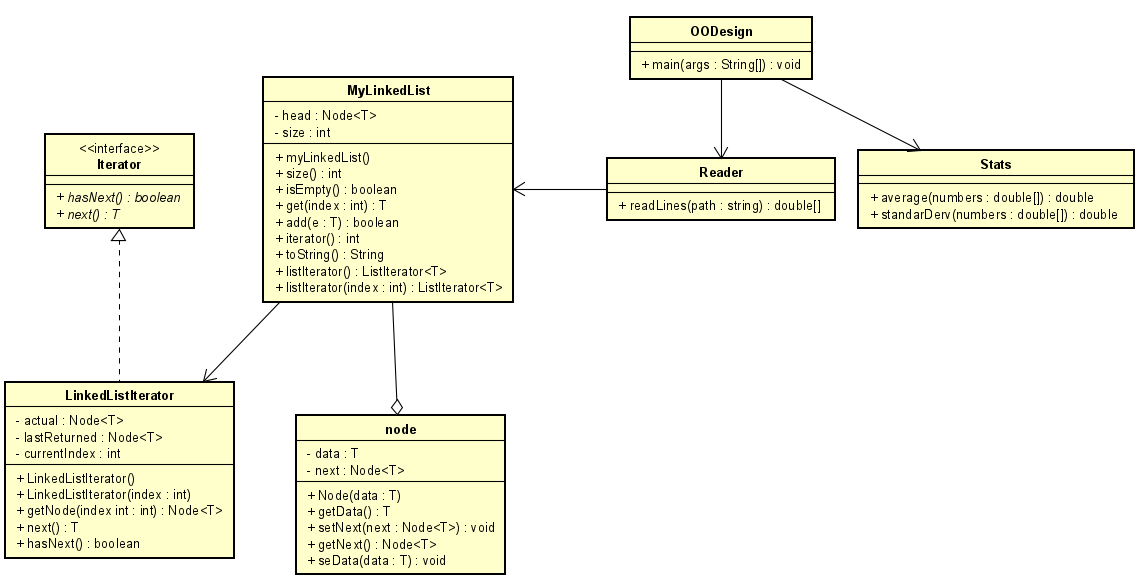 OODesign
+ main(args : String[]) : void
MyLinkedList
- head : Node<T>
- size : int
+ myLinkedList()
+ size() : int
+ isEmpty() : boolean
+ get(index : int) : T
+ add(e : T) : boolean
+ iterator() : int
+ toString() : String
+ listIterator() : ListIterator<T>
+ listIterator(index : int) : ListIterator<T>
<<interface>>
Iterator
+ hasNext() : boolean
+ next() : T
Reader
+ readLines(path : string) : double[]
Stats
+ average(numbers : double[]) : double
+ standarDerv(numbers : double[]) : double
LinkedListIterator
- actual : Node<T>
- lastReturned : Node<T>
- currentIndex : int
+ LinkedListIterator()
+ LinkedListIterator(index : int)
+ getNode(index int : int) : Node<T>
+ next() : T
+ hasNext() : boolean
node
- data : T
- next : Node<T>
+ Node(data : T)
+ getData() : T
+ setNext(next : Node<T>) : void
+ getNext() : Node<T>
+ seData(data : T) : void